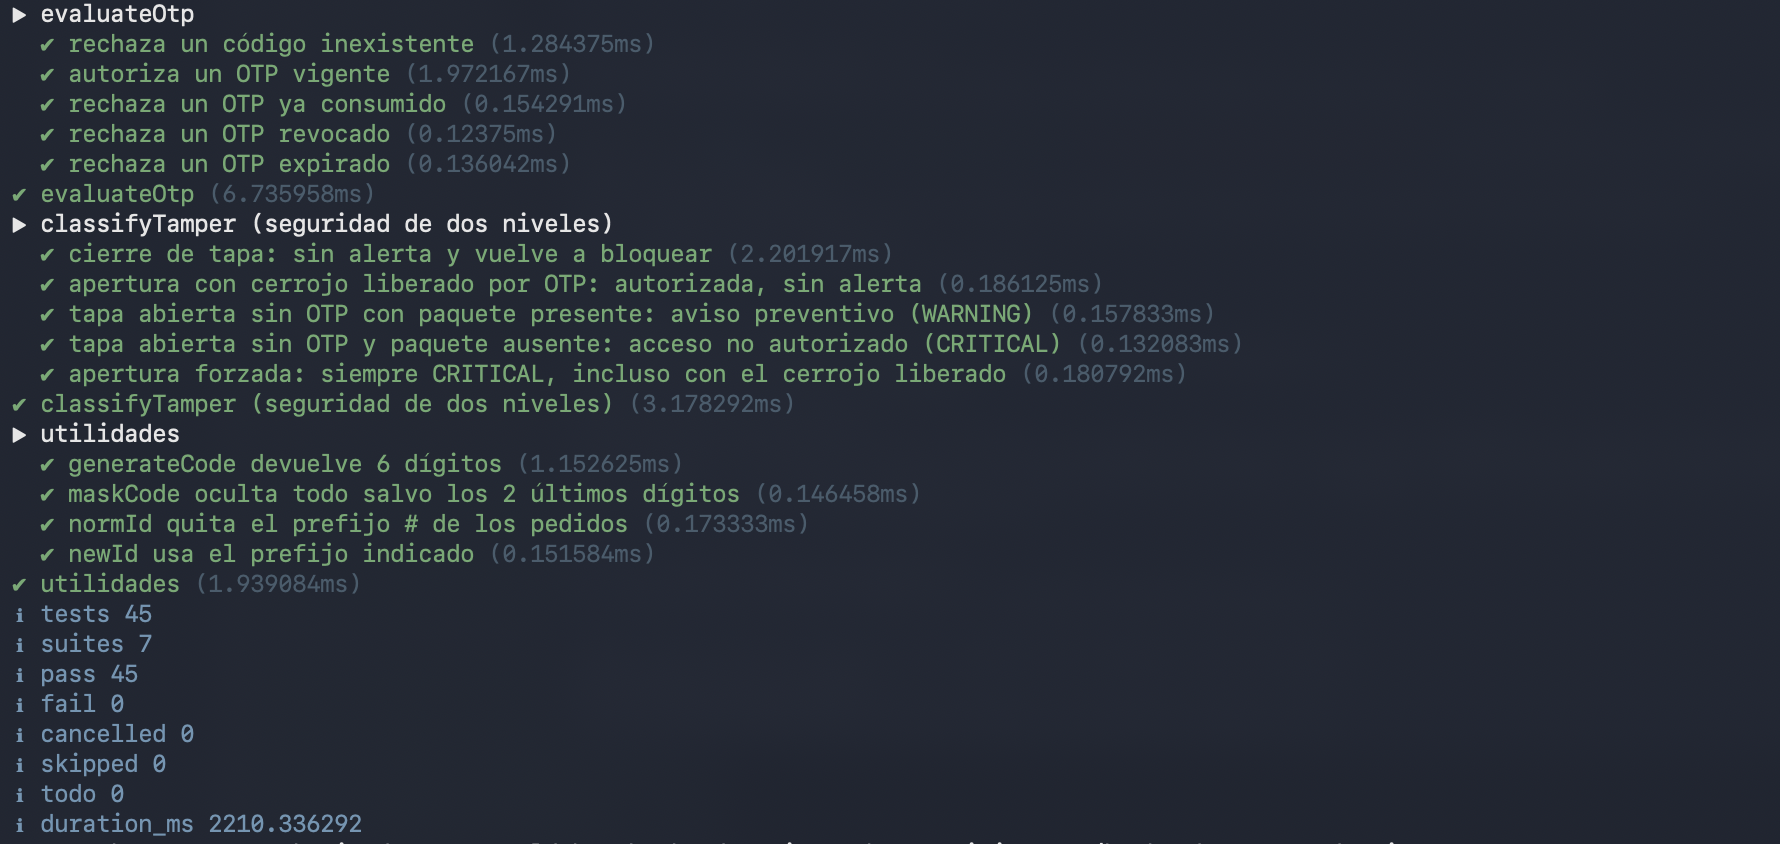 ▶ evaluateOtp
✔ rechaza un código inexistente (1.284375ms)
✔ autoriza un OTP vigente (1.972167ms)
✔ rechaza un OTP ya consumido (0.154291ms)
✔ rechaza un OTP revocado (0.12375ms)
✔ rechaza un OTP expirado (0.136042ms)
✔ evaluateOtp (6.735958ms)
▶ classifyTamper (seguridad de dos niveles)
✔ cierre de tapa: sin alerta y vuelve a bloquear (2.201917ms)
✔ apertura con cerrojo liberado por OTP: autorizada, sin alerta (0.186125ms)
✔ tapa abierta sin OTP con paquete presente: aviso preventivo (WARNING) (0.157833ms)
✔ tapa abierta sin OTP y paquete ausente: acceso no autorizado (CRITICAL) (0.132083ms)
✔ apertura forzada: siempre CRITICAL, incluso con el cerrojo liberado (0.180792ms)
✔ classifyTamper (seguridad de dos niveles) (3.178292ms)
▶ utilidades
✔ generateCode devuelve 6 dígitos (1.152625ms)
✔ maskCode oculta todo salvo los 2 últimos dígitos (0.146458ms)
✔ normId quita el prefijo # de los pedidos (0.173333ms)
✔ newId usa el prefijo indicado (0.151584ms)
✔ utilidades (1.939084ms)
ℹ tests 45
ℹ suites 7
ℹ pass 45
ℹ fail 0
ℹ cancelled 0
ℹ skipped 0
ℹ todo 0
ℹ duration_ms 2210.336292